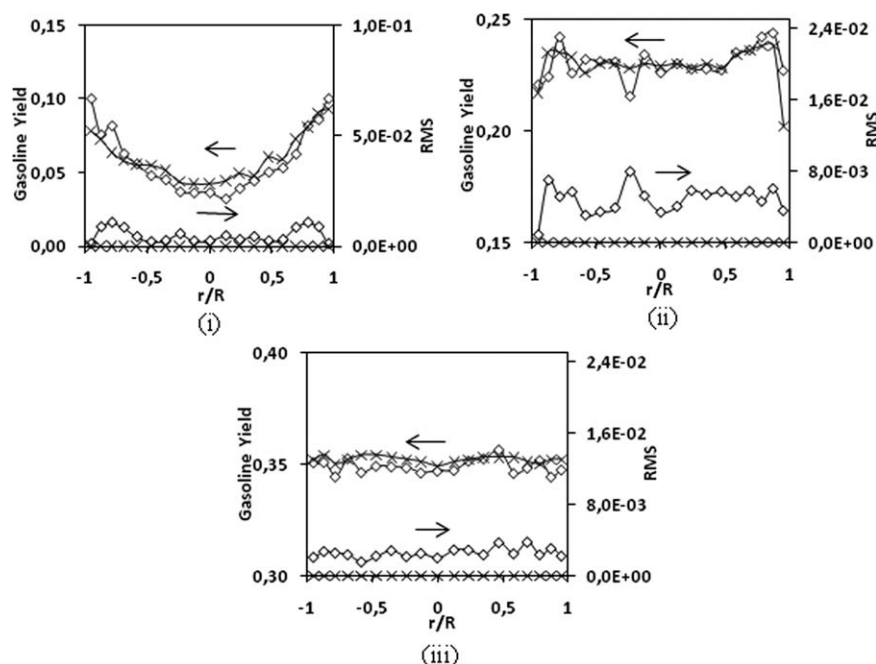 0,15
0,10
0,05
0,00
Gasoline Yield
1,0E-01
5,0E-02
0,0E+00
RMS
-1 -0,5 0 0,5 1
r/R
(i)
0,25
0,20
0,15
Gasoline Yield
2,4E-02
1,6E-02
8,0E-03
0,0E+00
RMS
-1 -0,5 0 0,5 1
r/R
(ii)
0,40
0,35
0,30
Gasoline Yield
2,4E-02
1,6E-02
8,0E-03
0,0E+00
RMS
-1 -0,5 0 0,5 1
r/R
(iii)